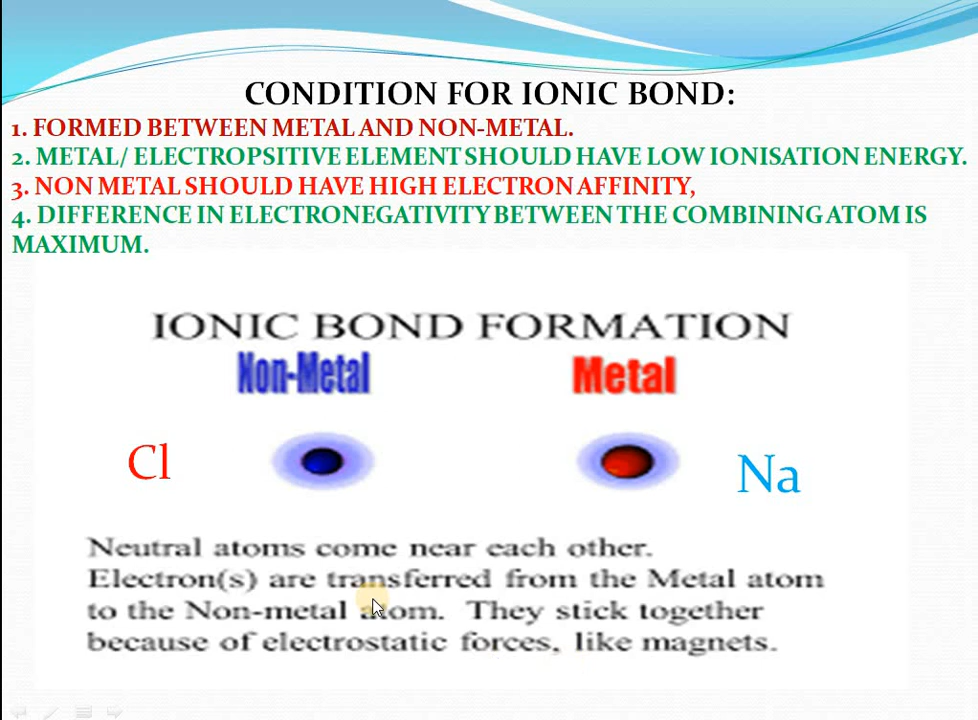 CONDITION FOR IONIC BOND:
1. FORMED BETWEEN METAL AND NON-METAL.
2. METAL/ ELECTROPSITIVE ELEMENT SHOULD HAVE LOW IONISATION ENERGY.
3. NON METAL SHOULD HAVE HIGH ELECTRON AFFINITY,
4. DIFFERENCE IN ELECTRONEGATIVITY BETWEEN THE COMBINING ATOM IS
MAXIMUM.
IONIC BOND FORMATION
Non-Metal Metal
Cl Na
Neutral atoms come near each other.
Electron(s) are transferred from the Metal atom
to the Non-metal atom. They stick together
because of electrostatic forces, like magnets.